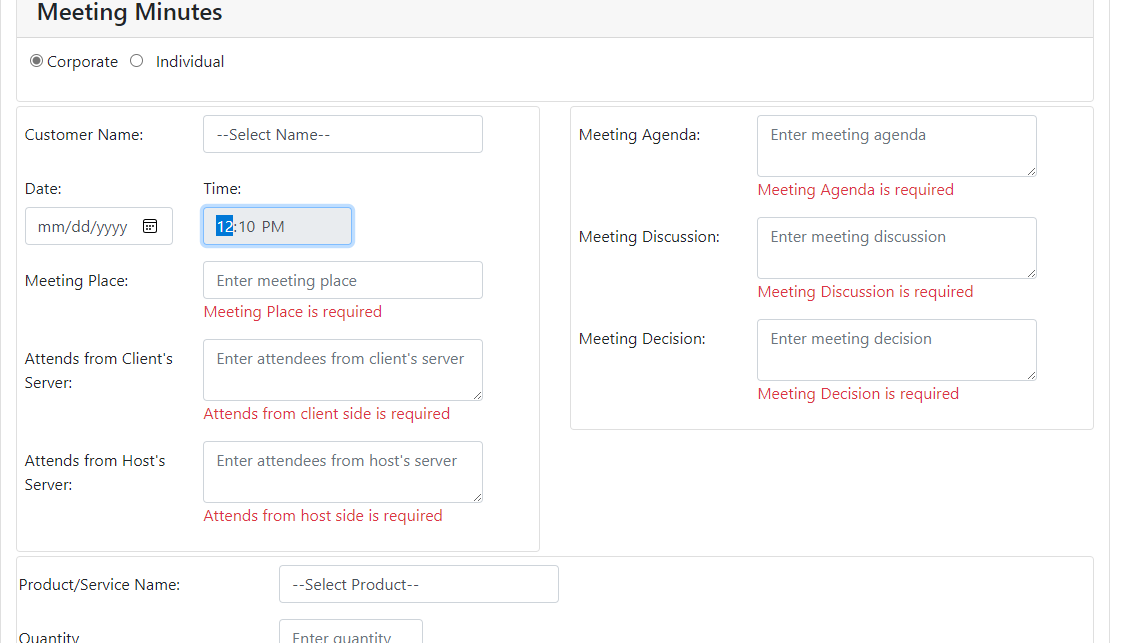 Meeting Minutes
Corporate Individual
Customer Name: --Select Name--
Date: Time:
mm/dd/yyyy 12:10 PM
Meeting Place: Enter meeting place
Meeting Place is required
Attends from Client's Server: Enter attendees from client's server
Attends from client side is required
Attends from Host's Server: Enter attendees from host's server
Attends from host side is required
Meeting Agenda: Enter meeting agenda
Meeting Agenda is required
Meeting Discussion: Enter meeting discussion
Meeting Discussion is required
Meeting Decision: Enter meeting decision
Meeting Decision is required
Product/Service Name: --Select Product--
Quantity Enter quantity